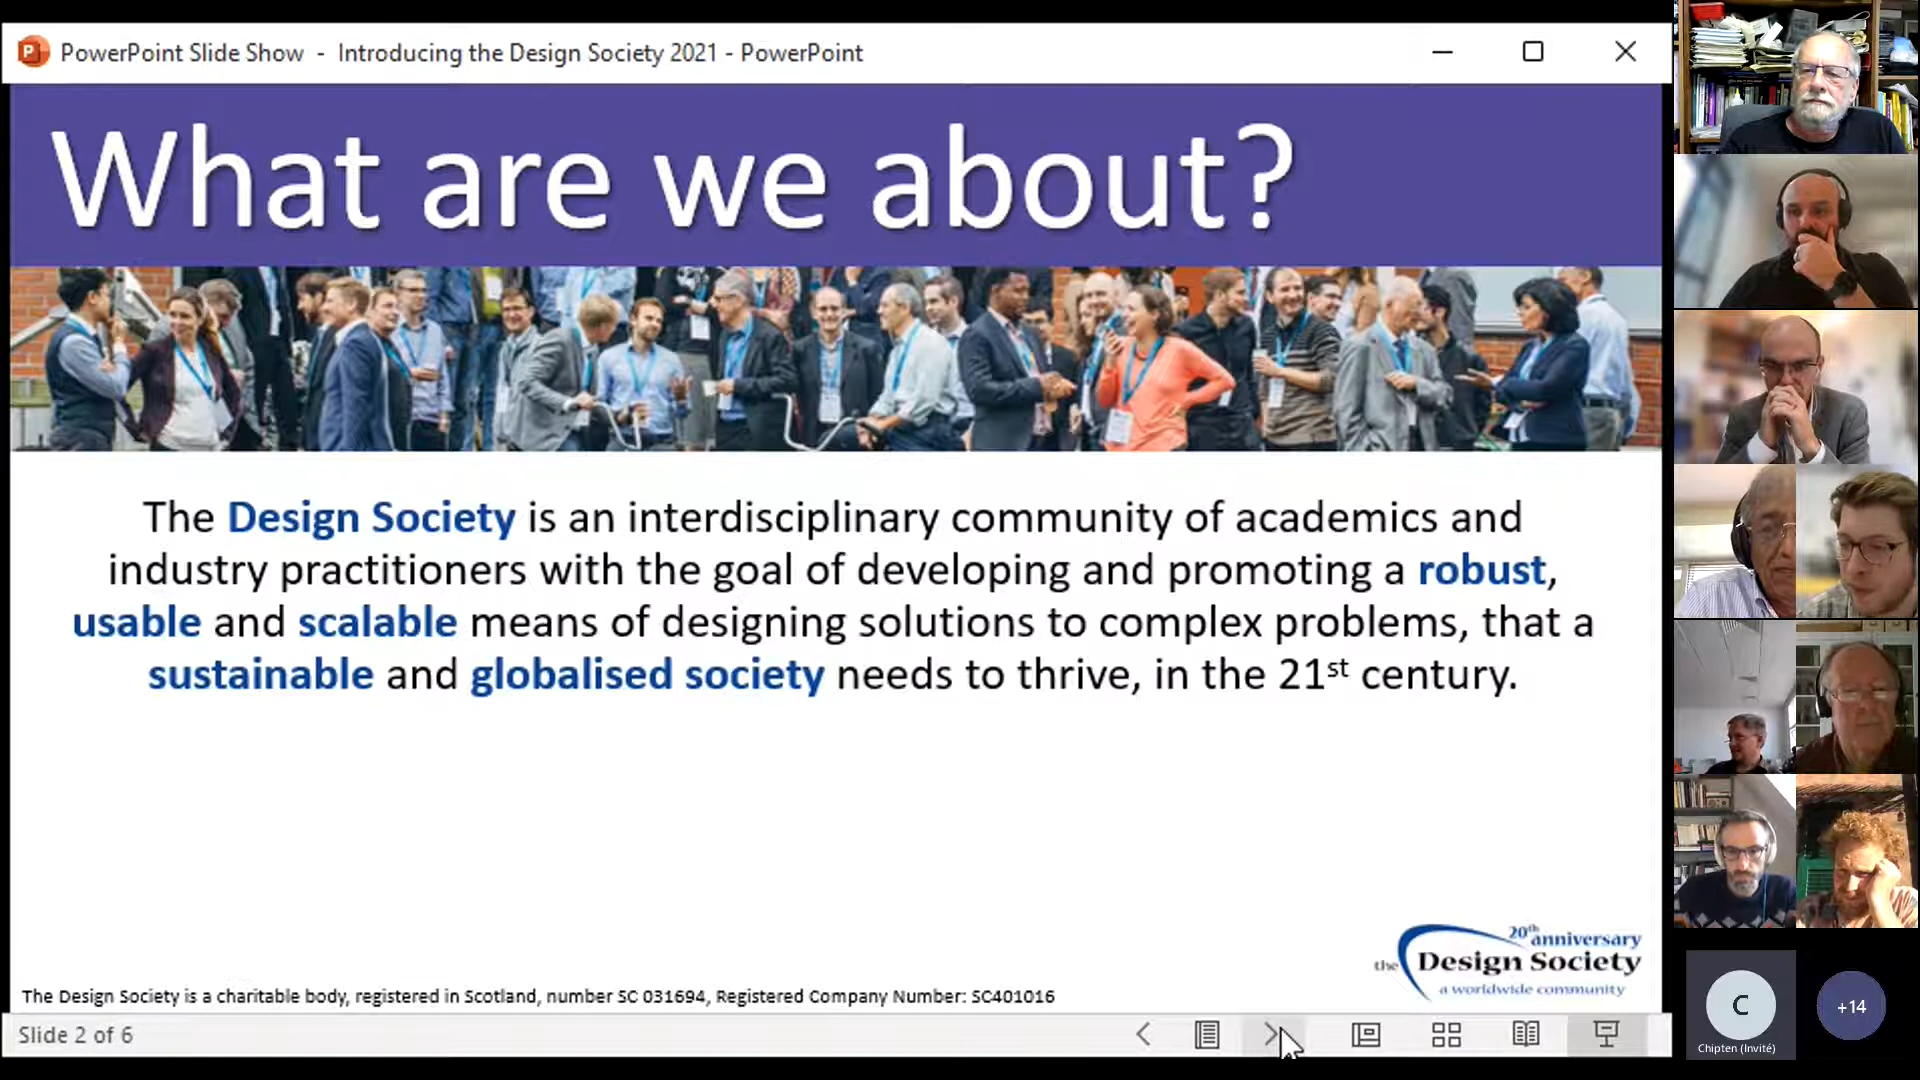 PowerPoint Slide Show - Introducing the Design Society 2021 - PowerPoint
What are we about?
The Design Society is an interdisciplinary community of academics and
industry practitioners with the goal of developing and promoting a robust,
usable and scalable means of designing solutions to complex problems, that a
sustainable and globalised society needs to thrive, in the 21st century.
20th anniversary
the Design Society
a worldwide community
The Design Society is a charitable body, registered in Scotland, number SC 031694, Registered Company Number: SC401016
Slide 2 of 6
C
Chipten (Invité)
+14